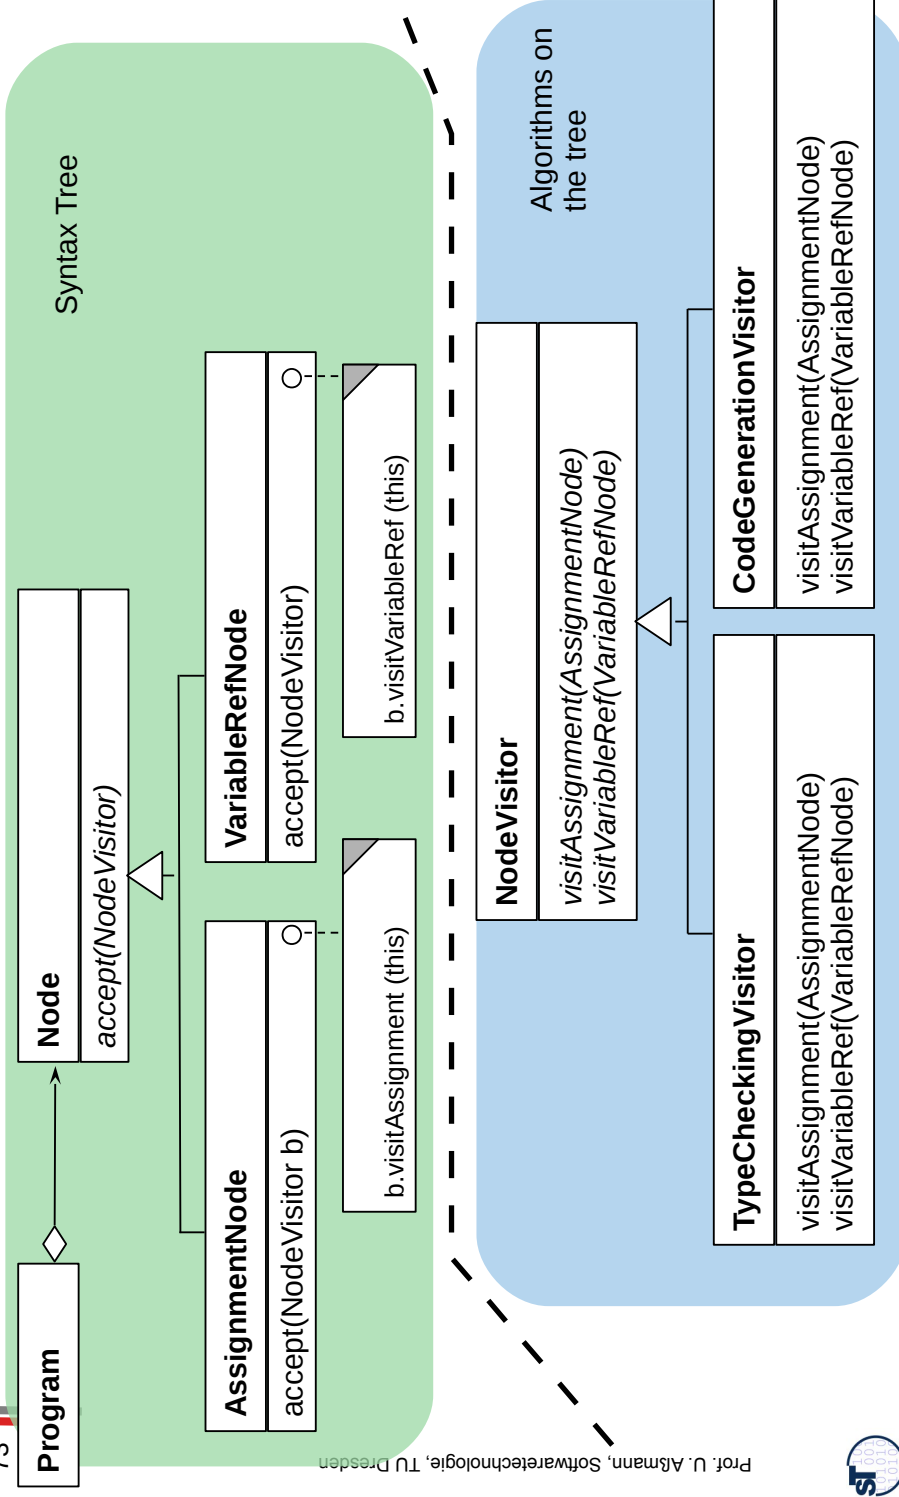 Syntax Tree
Program
Node
accept(NodeVisitor)
AssignmentNode
accept(NodeVisitor b)
b.visitAssignment (this)
VariableRefNode
accept(NodeVisitor)
b.visitVariableRef (this)
Algorithms on
the tree
NodeVisitor
visitAssignment(AssignmentNode)
visitVariableRef(VariableRefNode)
TypeCheckingVisitor
visitAssignment(AssignmentNode)
visitVariableRef(VariableRefNode)
CodeGenerationVisitor
visitAssignment(AssignmentNode)
visitVariableRef(VariableRefNode)
Prof. U. Aßmann, Softwaretechnologie, TU Dresden
ST